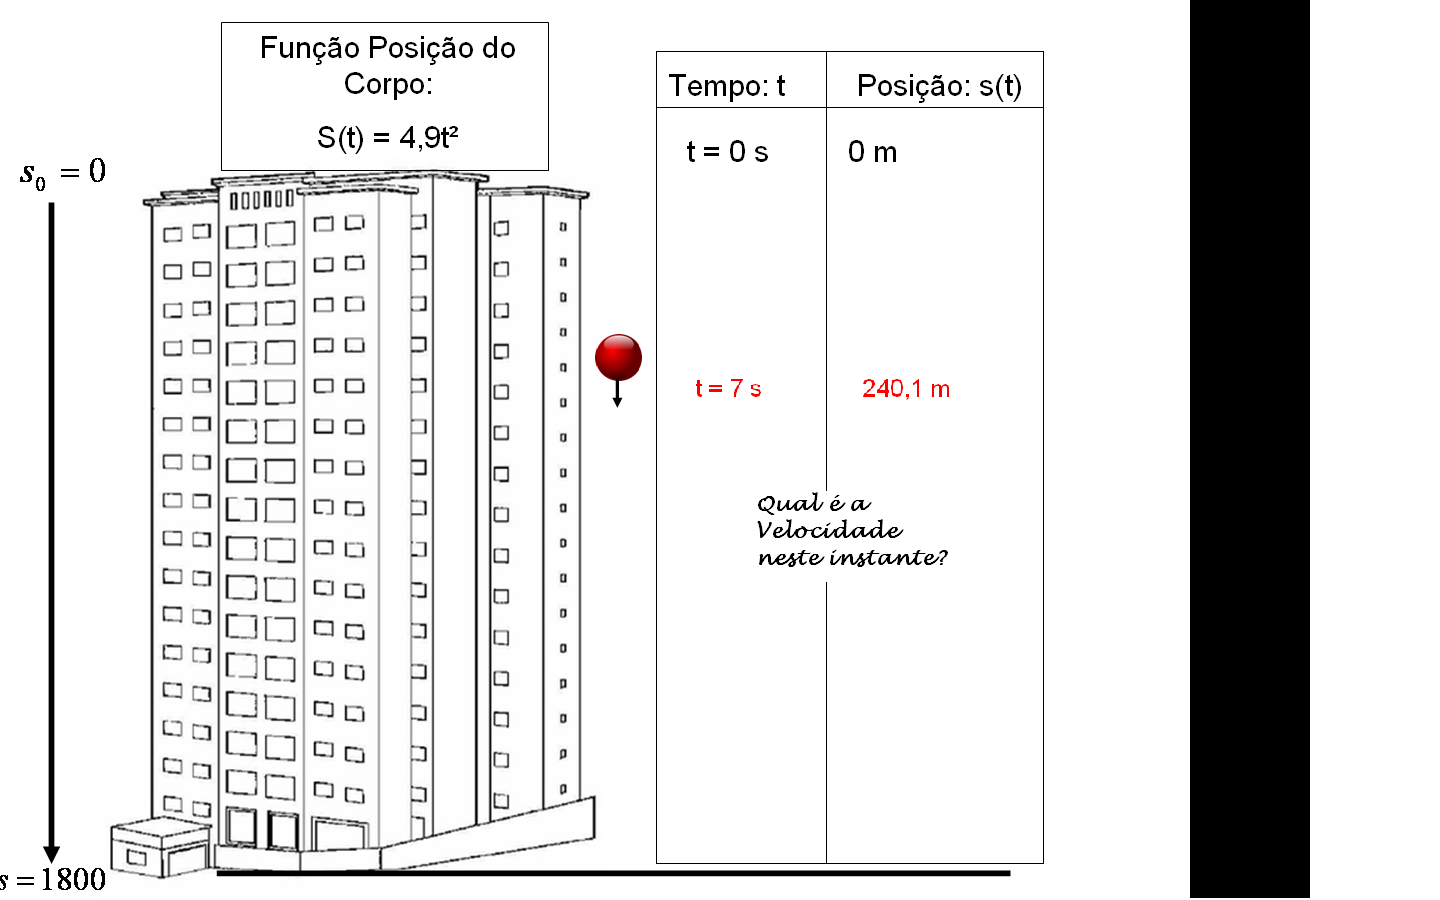 Função Posição do
Corpo:
S(t) = 4,9t²
s₀ = 0
Tempo: t
Posição: s(t)
t = 0 s
0 m
t = 7 s
240,1 m
Qual é a
Velocidade
neste instante?
s = 1800